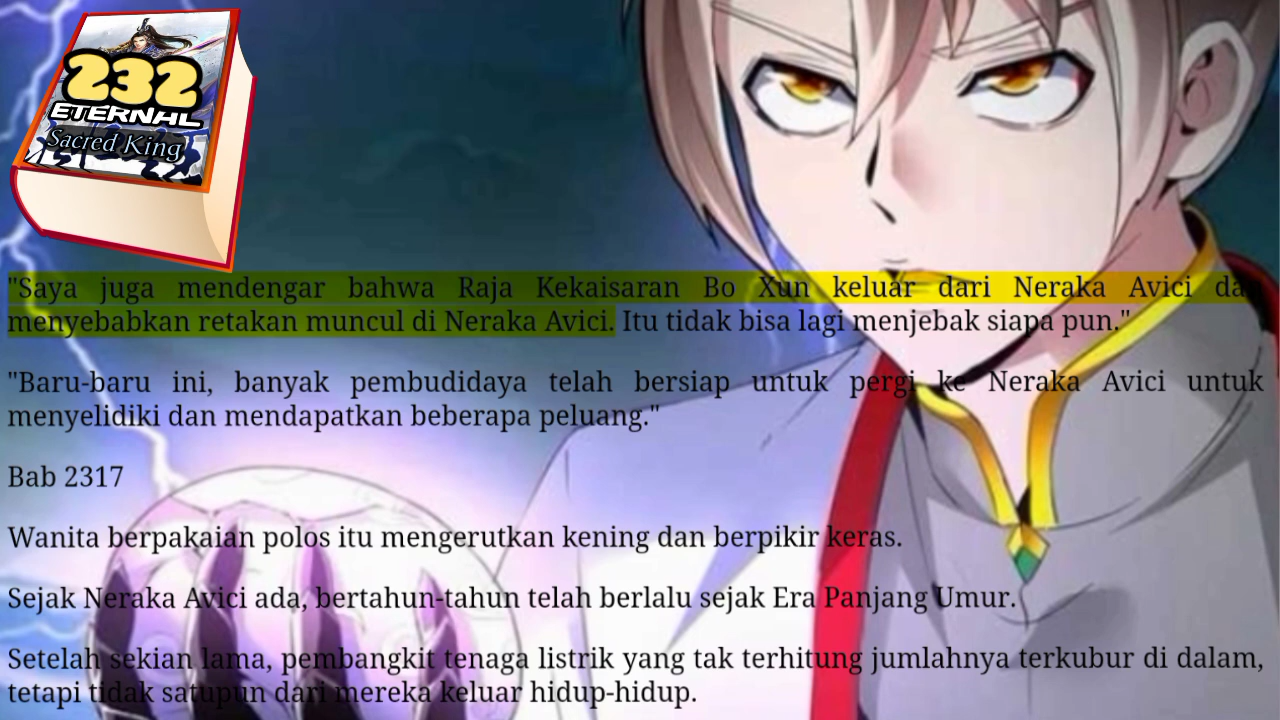 232
ETERNAL
Sacred King
"Saya juga mendengar bahwa Raja Kekaisaran Bo Xun keluar dari Neraka Avici dan
menyebabkan retakan muncul di Neraka Avici. Itu tidak bisa lagi menjebak siapa pun."
"Baru-baru ini, banyak pembudidaya telah bersiap untuk pergi ke Neraka Avici untuk
menyelidiki dan mendapatkan beberapa peluang."
Bab 2317
Wanita berpakaian polos itu mengerutkan kening dan berpikir keras.
Sejak Neraka Avici ada, bertahun-tahun telah berlalu sejak Era Panjang Umur.
Setelah sekian lama, pembangkit tenaga listrik yang tak terhitung jumlahnya terkubur di dalam,
tetapi tidak satupun dari mereka keluar hidup-hidup.